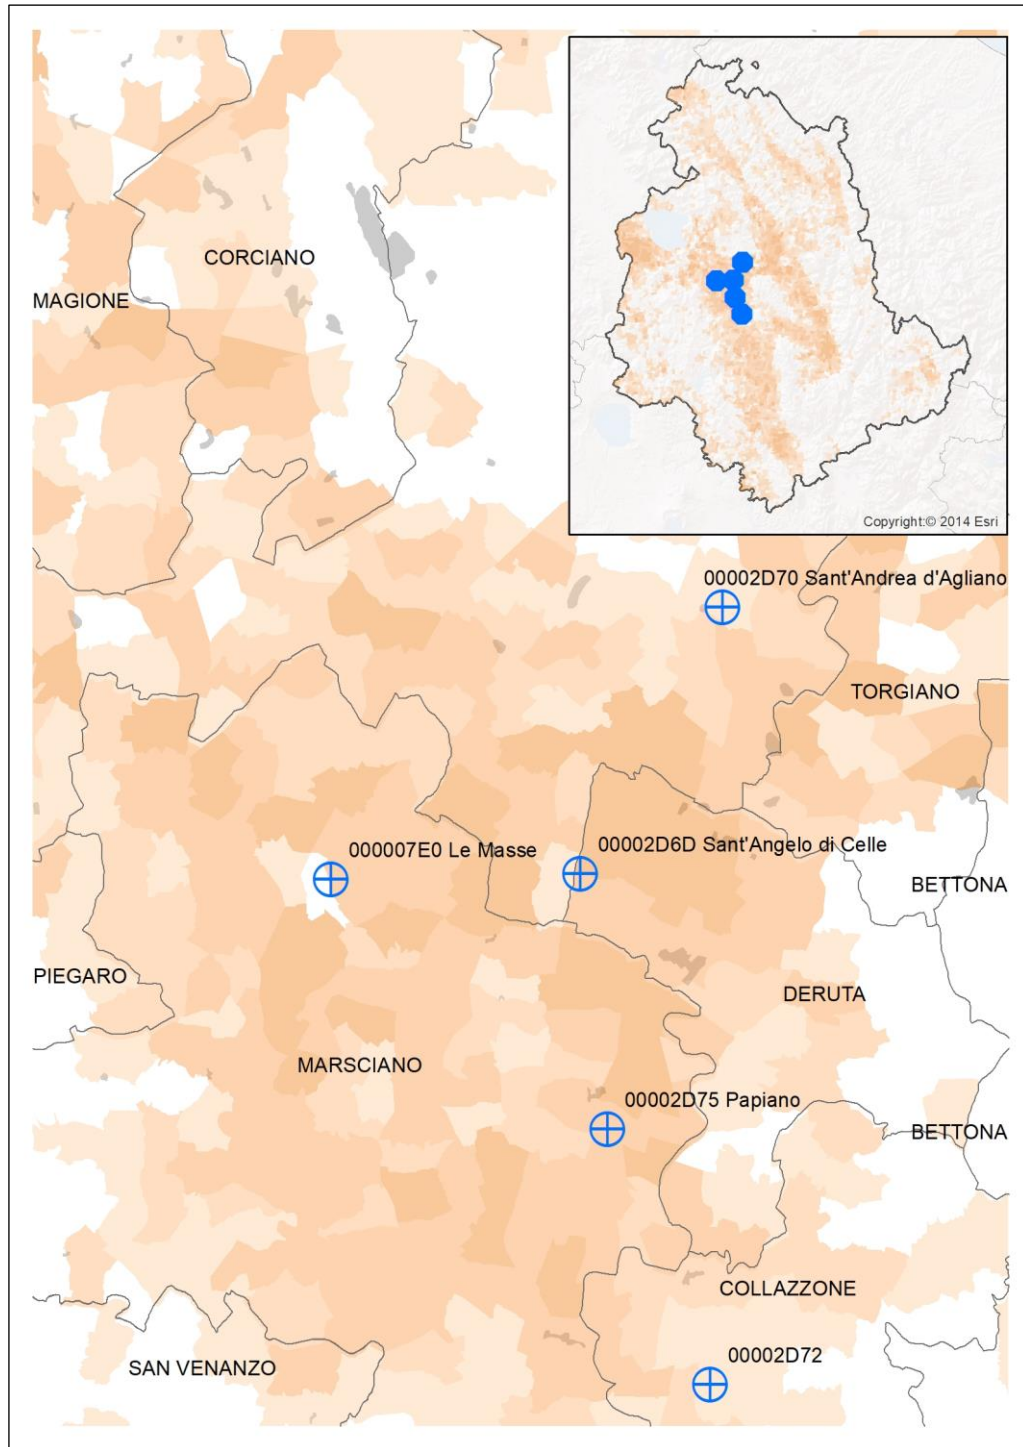 CORCIANO
MAGIONE
Copyright:© 2014 Esri
00002D70 Sant'Andrea d'Agliano
TORGIANO
000007E0 Le Masse
00002D6D Sant'Angelo di Celle
BETTONA
PIEGARO
DERUTA
MARSCIANO
00002D75 Papiano
BETTONA
COLLAZZONE
00002D72
SAN VENANZO